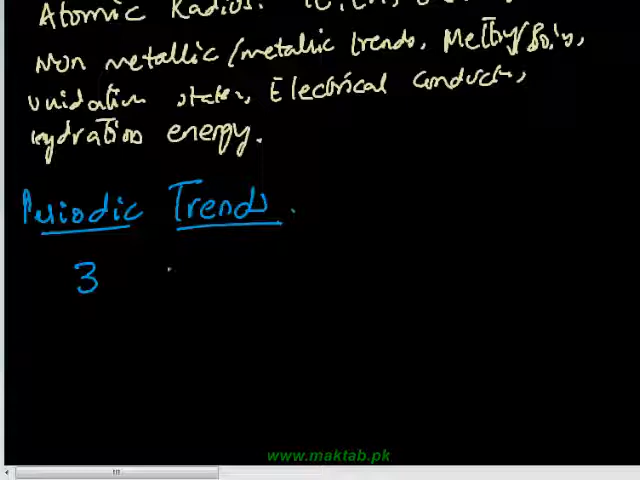 Atomic Radius.
Non metallic/metallic trends, Melting/Boiling,
oxidation states, Electrical conduct,
hydration energy.
Periodic Trends.
3
www.maktab.pk